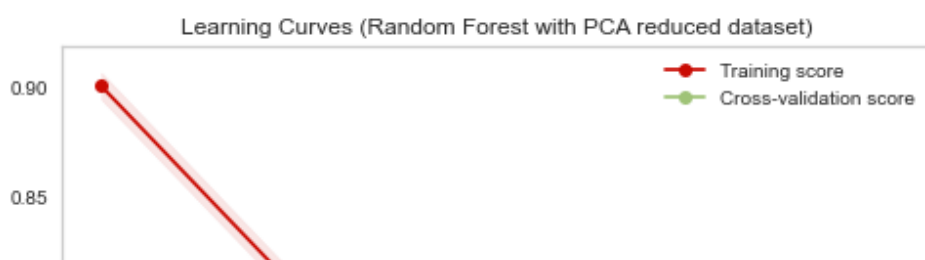 Learning Curves (Random Forest with PCA reduced dataset)
Training score
0.90
Cross-validation score
0.85